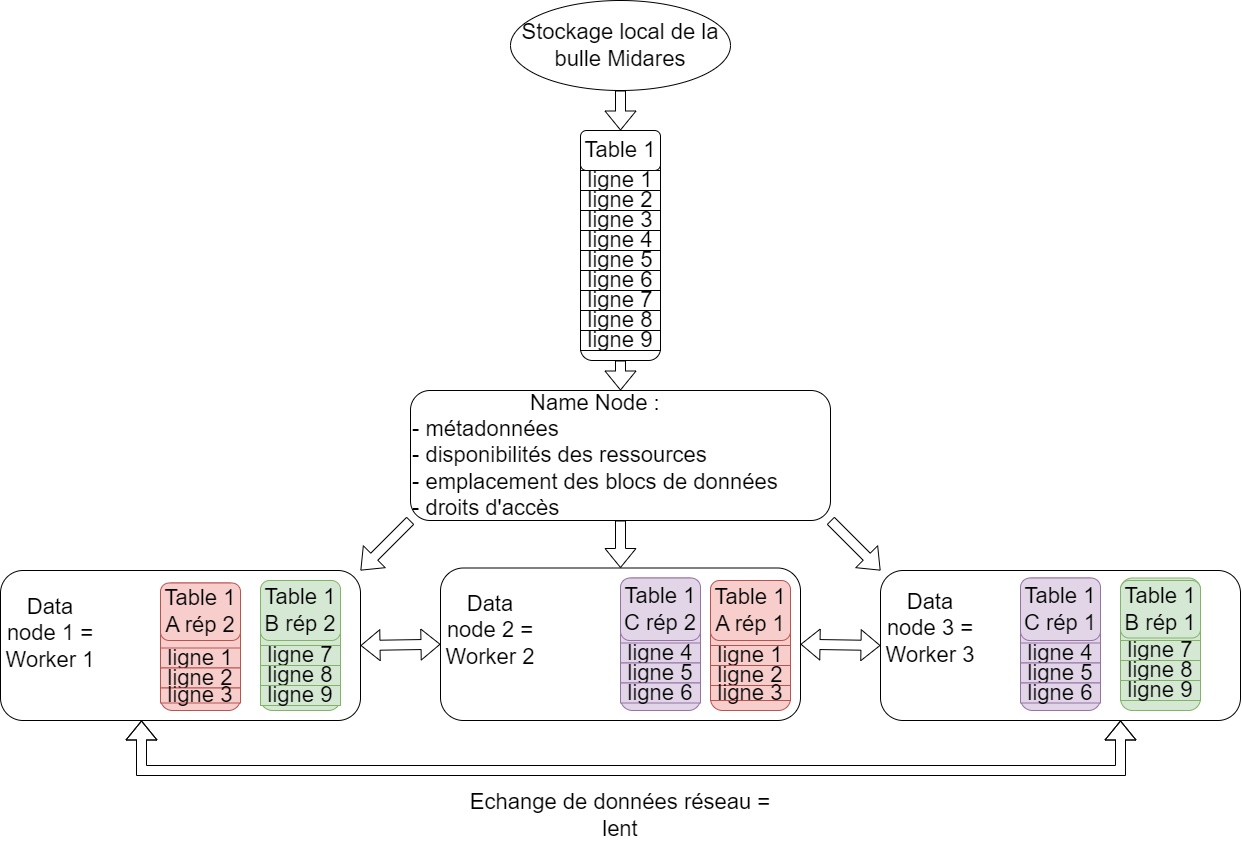 Stockage local de la
bulle Midares
Table 1
ligne 1
ligne 2
ligne 3
ligne 4
ligne 5
ligne 6
ligne 7
ligne 8
ligne 9
Name Node :
- métadonnées
- disponibilités des ressources
- emplacement des blocs de données
- droits d'accès
Data
node 1 =
Worker 1
Table 1
A rép 2
ligne 1
ligne 2
ligne 3
Table 1
B rép 2
ligne 7
ligne 8
ligne 9
Data
node 2 =
Worker 2
Table 1
C rép 2
ligne 4
ligne 5
ligne 6
Table 1
A rép 1
ligne 1
ligne 2
ligne 3
Data
node 3 =
Worker 3
Table 1
C rép 1
ligne 4
ligne 5
ligne 6
Table 1
B rép 1
ligne 7
ligne 8
ligne 9
Echange de données réseau =
lent